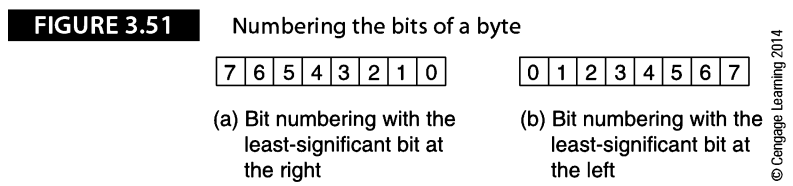 FIGURE 3.51 Numbering the bits of a byte
7 6 5 4 3 2 1 0
0 1 2 3 4 5 6 7
(a) Bit numbering with the
least-significant bit at
the right
(b) Bit numbering with the
least-significant bit at
the left
© Cengage Learning 2014